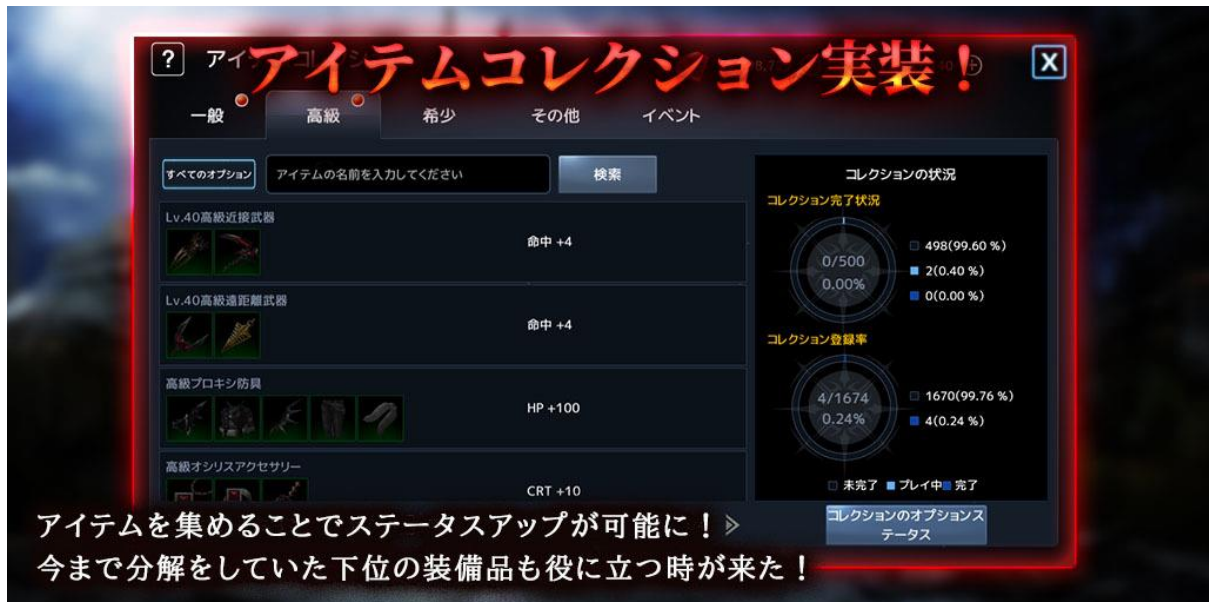 アイテムコレクション実装!
?
X
一般
高級
希少
その他
イベント
すべてのオプション
アイテムの名前を入力してください
検索
Lv.40高級近接武器
命中 +4
Lv.40高級遠距離武器
命中 +4
高級プロキシ防具
HP +100
高級オシリスアクセサリー
CRT +10
コレクションの状況
コレクション完了状況
0/500
0.00%
498(99.60 %)
2(0.40 %)
0(0.00 %)
コレクション登録率
4/1674
0.24%
1670(99.76 %)
4(0.24 %)
未完了 プレイ中 完了
コレクションのオプションス
テータス
アイテムを集めることでステータスアップが可能に!
今まで分解をしていた下位の装備品も役に立つ時が来た!